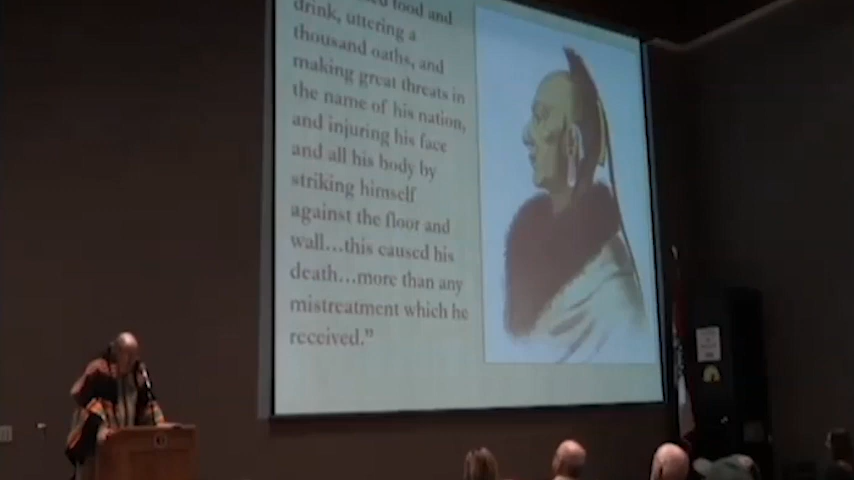 food and
drink, uttering a
thousand oaths, and
making great threats in
the name of his nation,
and injuring his face
and all his body by
striking himself
against the floor and
wall…this caused his
death…more than any
mistreatment which he
received.”